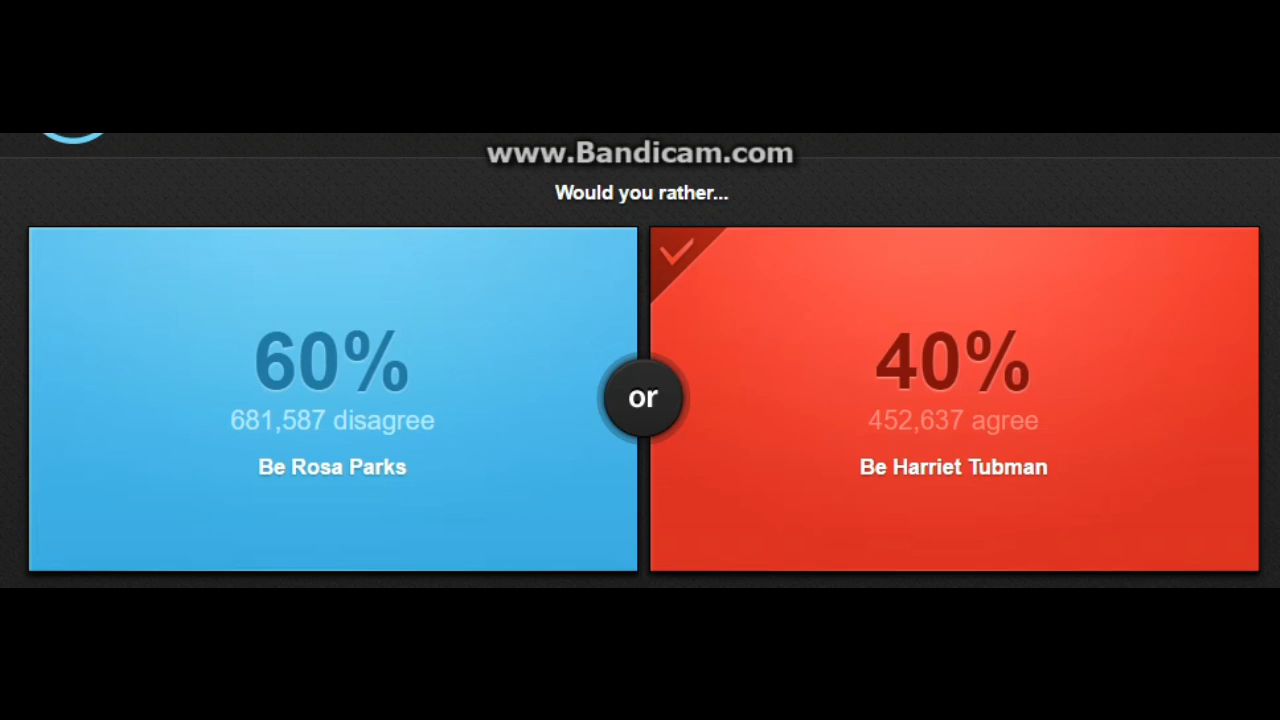 www.Bandicam.com
Would you rather...
60%
681,587 disagree
Be Rosa Parks
or
40%
452,637 agree
Be Harriet Tubman